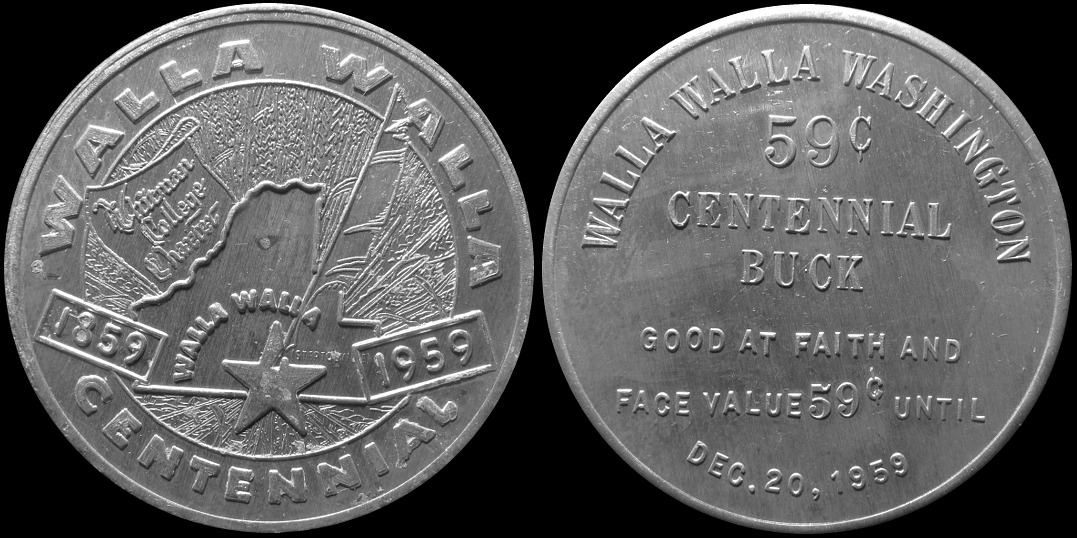 WALLA WALLA
Whitman
College
Charter
WALLA WALLA
1859
1959
CENTENNIAL
WALLA WALLA WASHINGTON
59¢
CENTENNIAL
BUCK
GOOD AT FAITH AND
FACE VALUE 59¢ UNTIL
DEC. 20, 1959